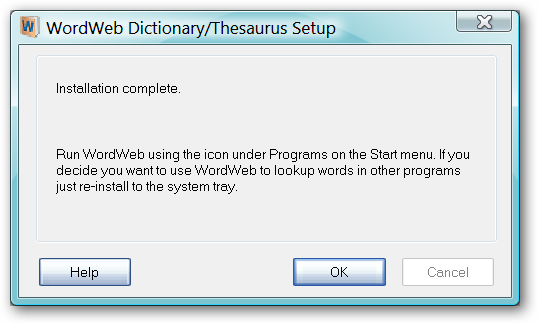 WordWeb Dictionary/Thesaurus Setup
Installation complete.
Run WordWeb using the icon under Programs on the Start menu. If you
decide you want to use WordWeb to lookup words in other programs
just re-install to the system tray.
Help OK Cancel